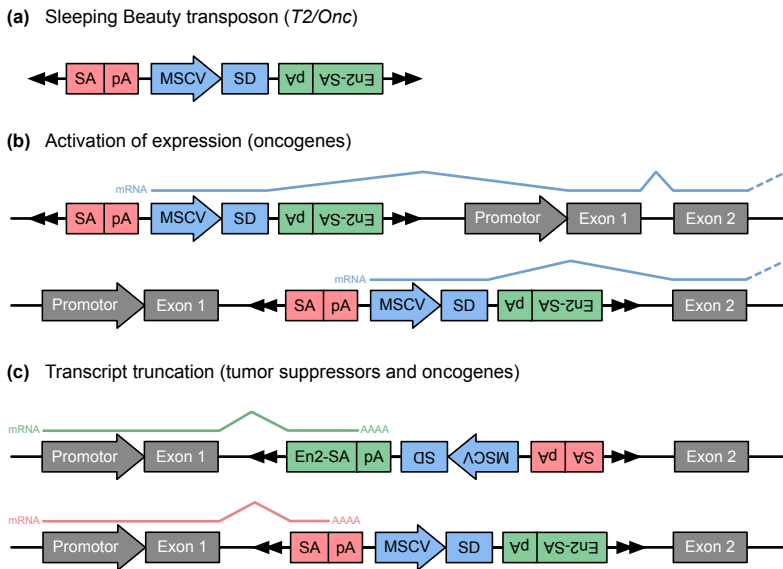 (a) Sleeping Beauty transposon (T2/Onc)
SA pA MSCV SD pA En2-SA
(b) Activation of expression (oncogenes)
mRNA
SA pA MSCV SD pA En2-SA Promotor Exon 1 Exon 2
mRNA
Promotor Exon 1 SA pA MSCV SD pA En2-SA Exon 2
(c) Transcript truncation (tumor suppressors and oncogenes)
mRNA AAAA
Promotor Exon 1 En2-SA pA SD MSCV pA SA Exon 2
mRNA AAAA
Promotor Exon 1 SA pA MSCV SD pA En2-SA Exon 2